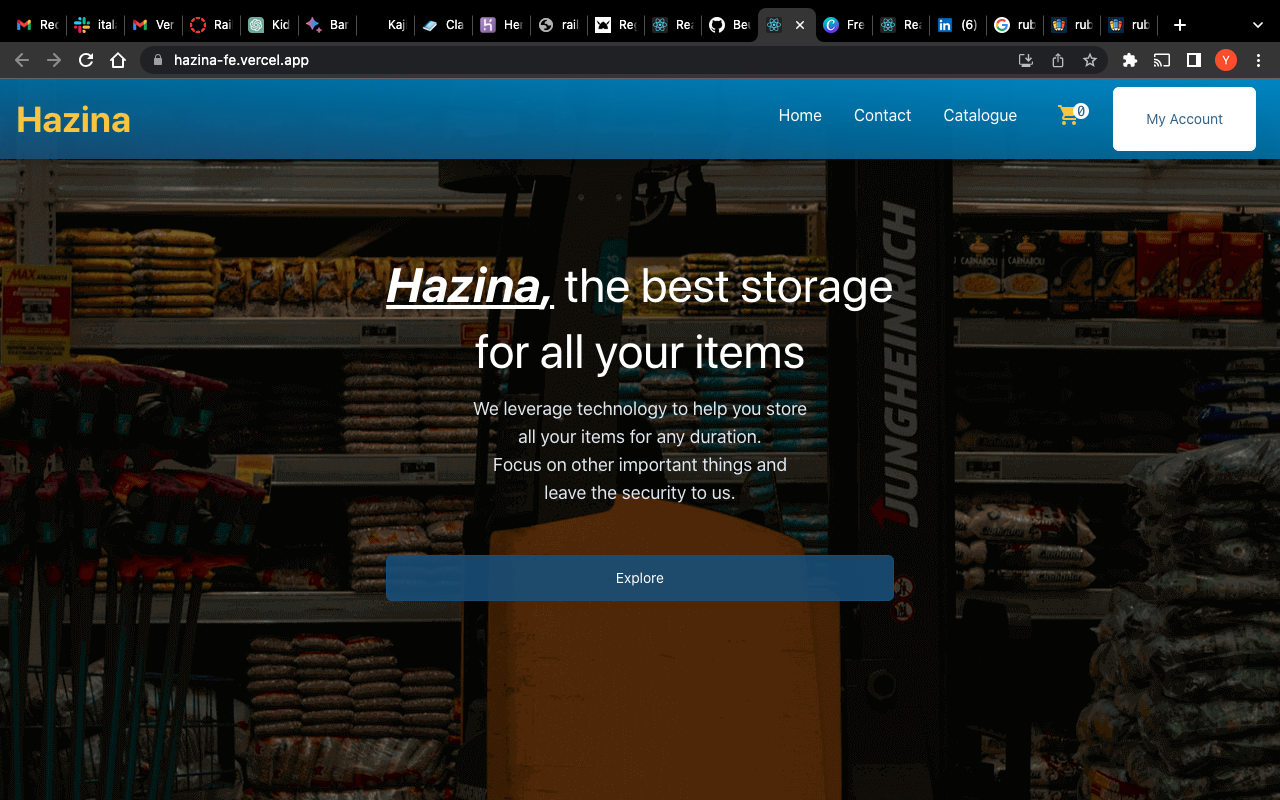 Rec
ital
Ver
Rail
Kid
Bar
Kaj
Cla
Her
rail
Reg
Rea
Beu
Fre
Rea
(6)
rub
rub
rub
hazina-fe.vercel.app
Y
Hazina
Home
Contact
Catalogue
0
My Account
Hazina, the best storage
for all your items
We leverage technology to help you store
all your items for any duration.
Focus on other important things and
leave the security to us.
Explore
JUNGHEINRICH
CARNAROLI
CARNAROLI
MAX